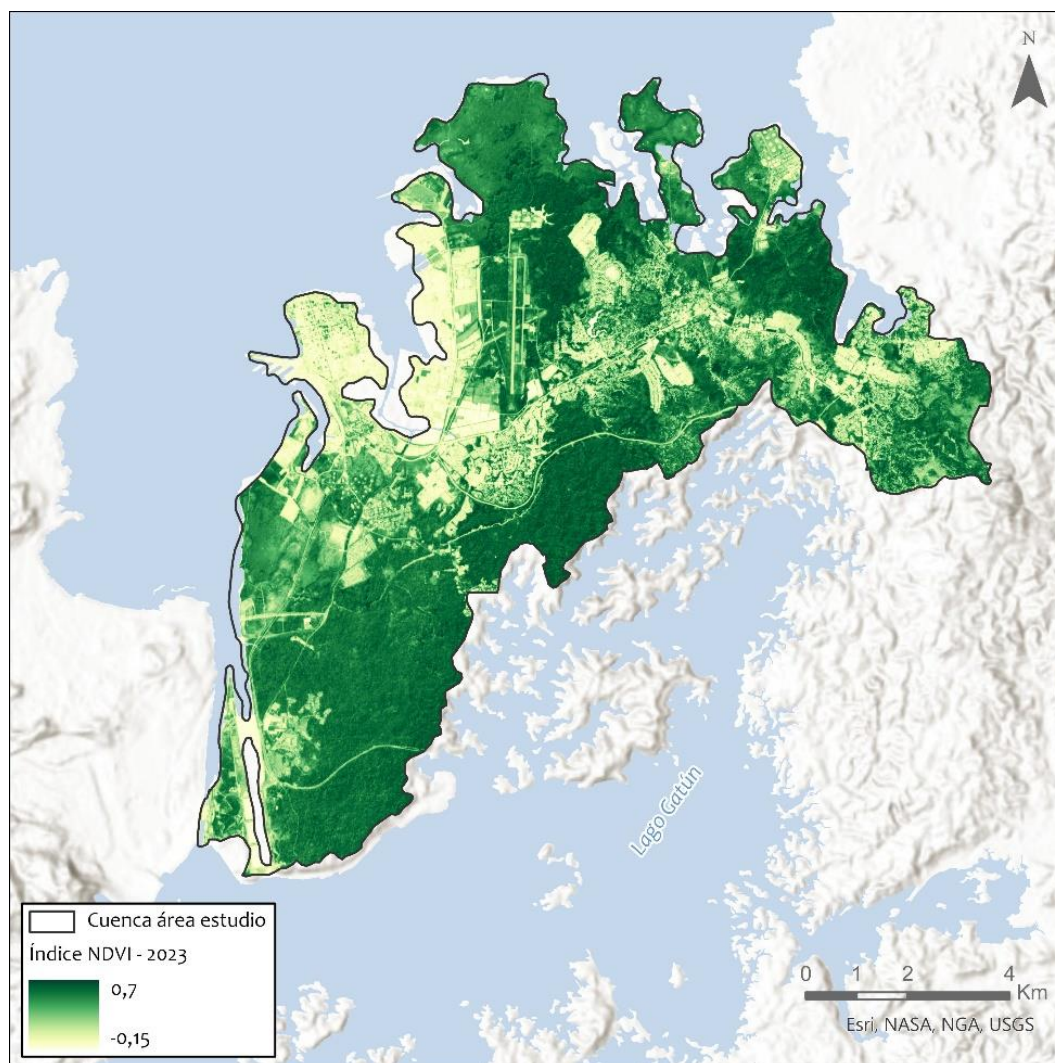 N
Lago Gatún
Cuenca área estudio
Índice NDVI - 2023
0,7
-0,15
0 1 2 4
Km
Esri, NASA, NGA, USGS